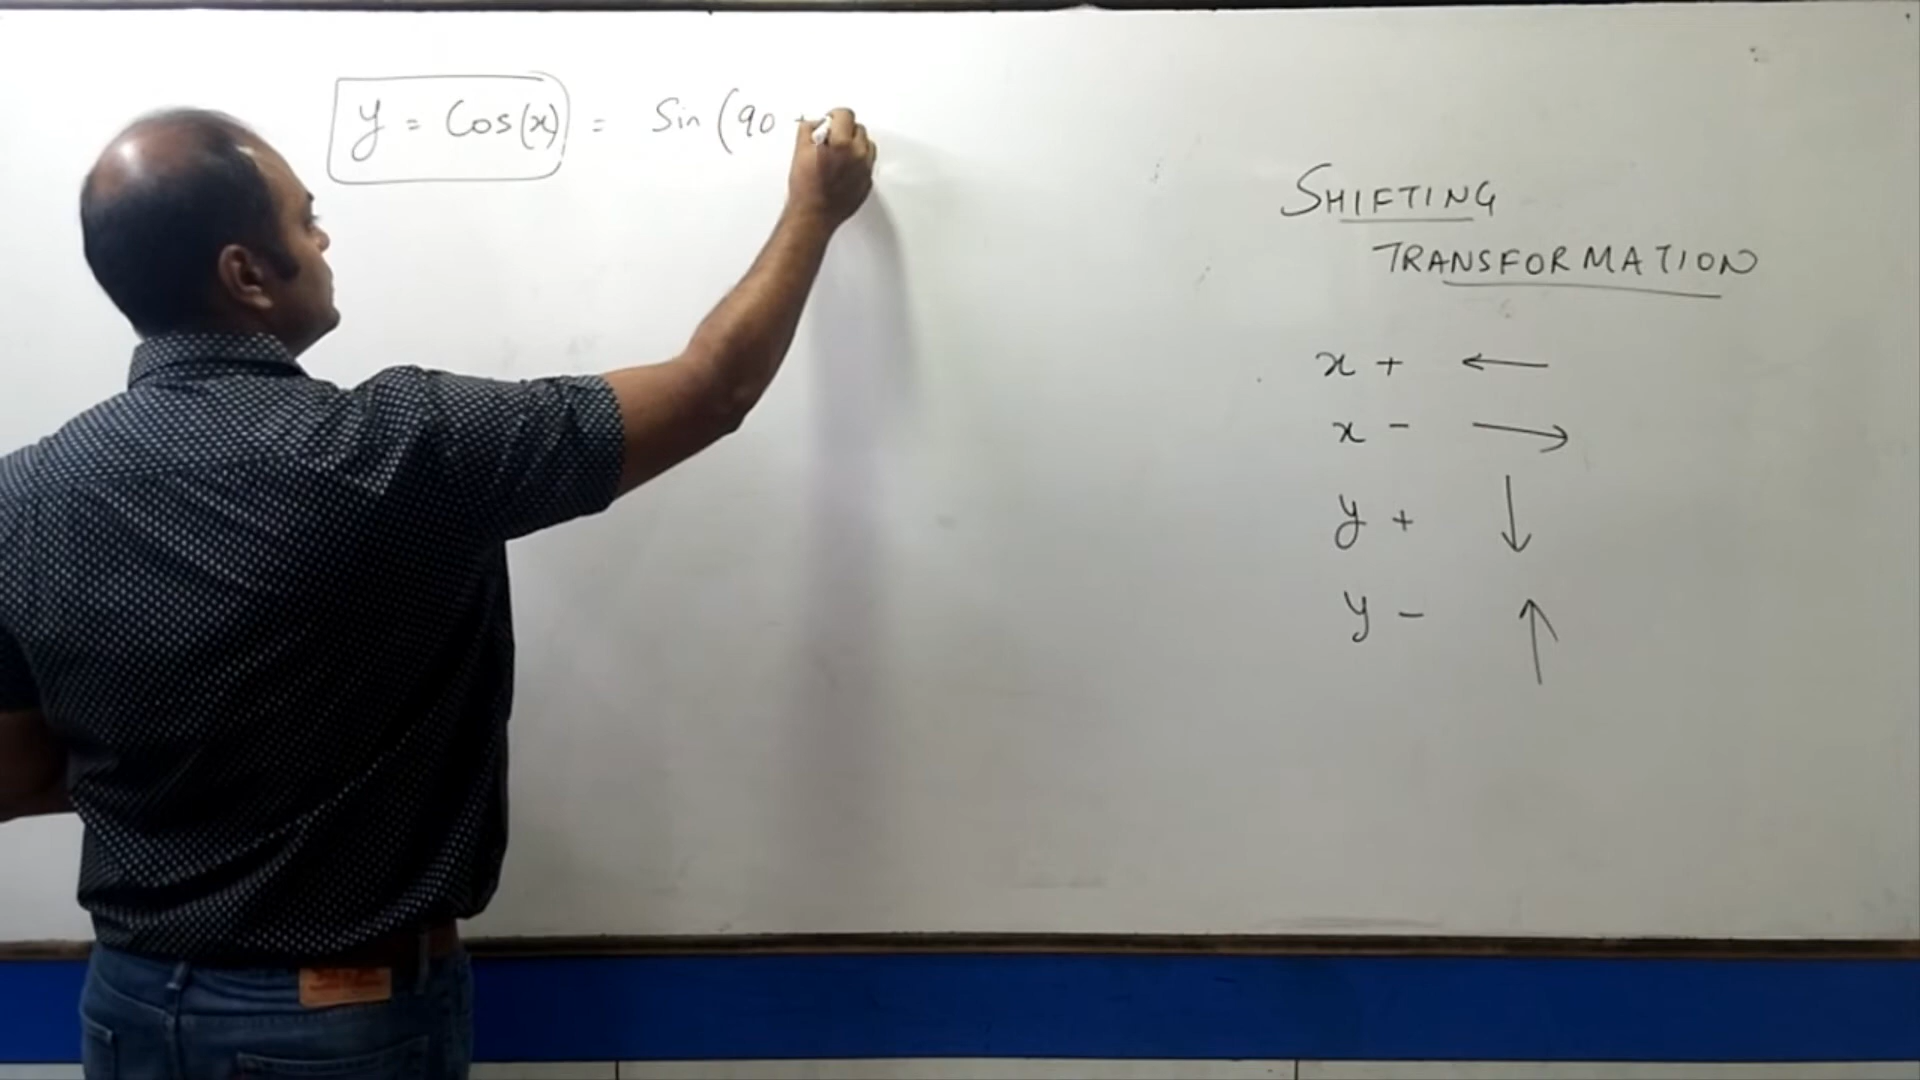 y = Cos(x) = Sin (90 +
SHIFTING
TRANSFORMATION
x + ←
x - →
y + ↓
y - ↑